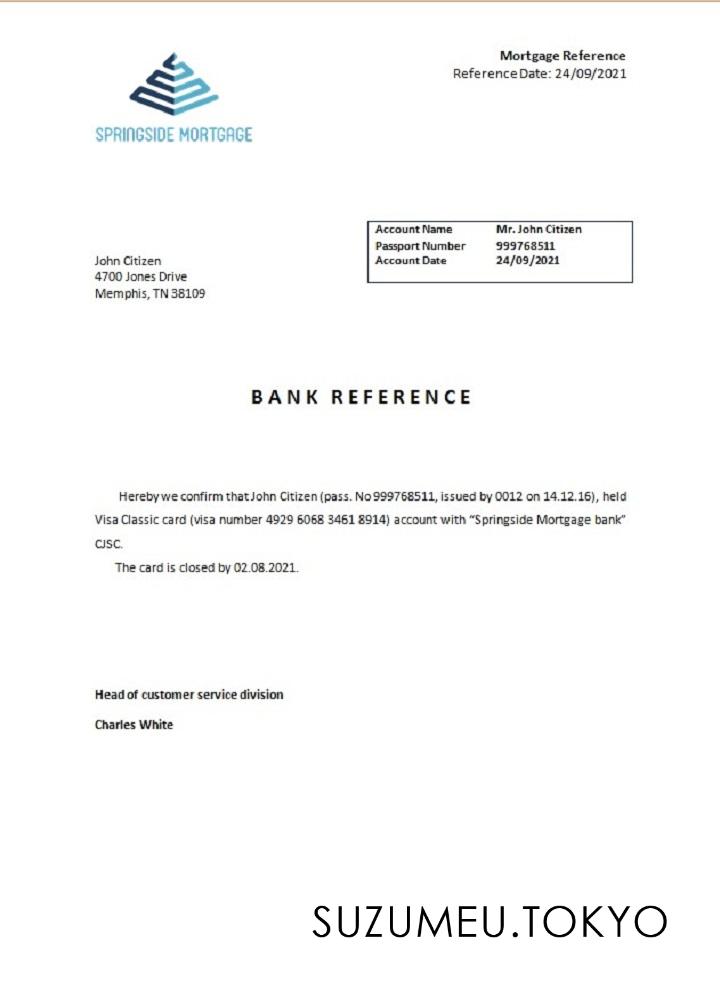 SPRINGSIDE MORTGAGE
Mortgage Reference
Reference Date: 24/09/2021
Account Name Mr. John Citizen
Passport Number 999768511
Account Date 24/09/2021
John Citizen
4700 Jones Drive
Memphis, TN 38109
BANK REFERENCE
Hereby we confirm that John Citizen (pass. No 999768511, issued by 0012 on 14.12.16), held
Visa Classic card (visa number 4929 6068 3461 8914) account with “Springside Mortgage bank”
CJSC.
The card is closed by 02.08.2021.
Head of customer service division
Charles White
SUZUMEU.TOKYO